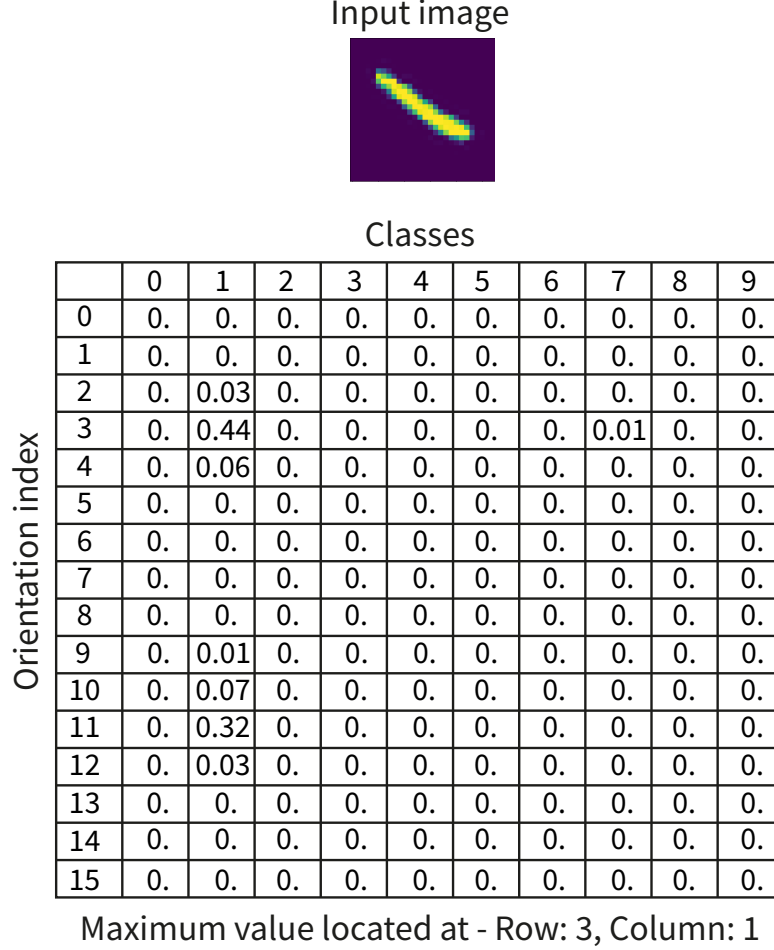 Input image
Classes
0 1 2 3 4 5 6 7 8 9
Orientation index
0 0. 0. 0. 0. 0. 0. 0. 0. 0. 0.
1 0. 0. 0. 0. 0. 0. 0. 0. 0. 0.
2 0. 0.03 0. 0. 0. 0. 0. 0. 0. 0.
3 0. 0.44 0. 0. 0. 0. 0. 0.01 0. 0.
4 0. 0.06 0. 0. 0. 0. 0. 0. 0. 0.
5 0. 0. 0. 0. 0. 0. 0. 0. 0. 0.
6 0. 0. 0. 0. 0. 0. 0. 0. 0. 0.
7 0. 0. 0. 0. 0. 0. 0. 0. 0. 0.
8 0. 0. 0. 0. 0. 0. 0. 0. 0. 0.
9 0. 0.01 0. 0. 0. 0. 0. 0. 0. 0.
10 0. 0.07 0. 0. 0. 0. 0. 0. 0. 0.
11 0. 0.32 0. 0. 0. 0. 0. 0. 0. 0.
12 0. 0.03 0. 0. 0. 0. 0. 0. 0. 0.
13 0. 0. 0. 0. 0. 0. 0. 0. 0. 0.
14 0. 0. 0. 0. 0. 0. 0. 0. 0. 0.
15 0. 0. 0. 0. 0. 0. 0. 0. 0. 0.
Maximum value located at - Row: 3, Column: 1